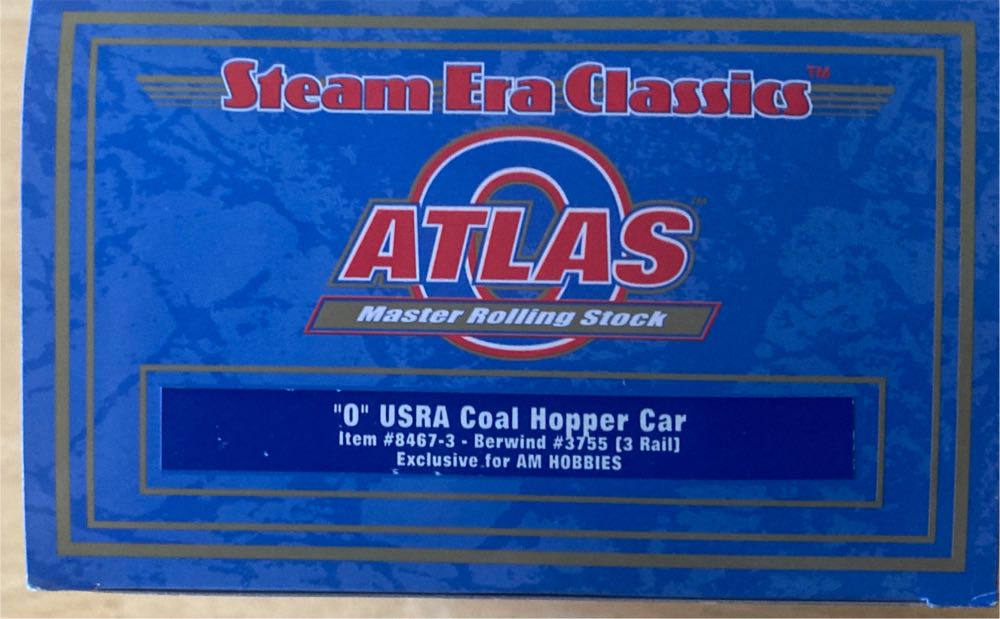 Steam Era Classics™
ATLAS™
O
Master Rolling Stock
"O" USRA Coal Hopper Car
Item #8467-3 - Berwind #3755 [3 Rail]
Exclusive for AM HOBBIES